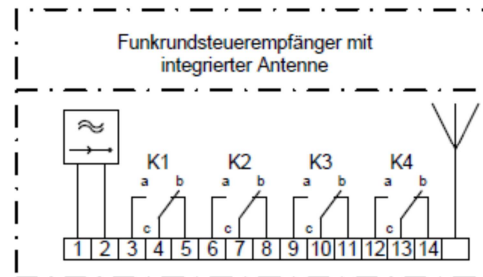 Funkrundsteuerempfänger mit
integrierter Antenne
K1 K2 K3 K4
a b a b a b a b
c c c c
1 2 3 4 5 6 7 8 9 10 11 12 13 14